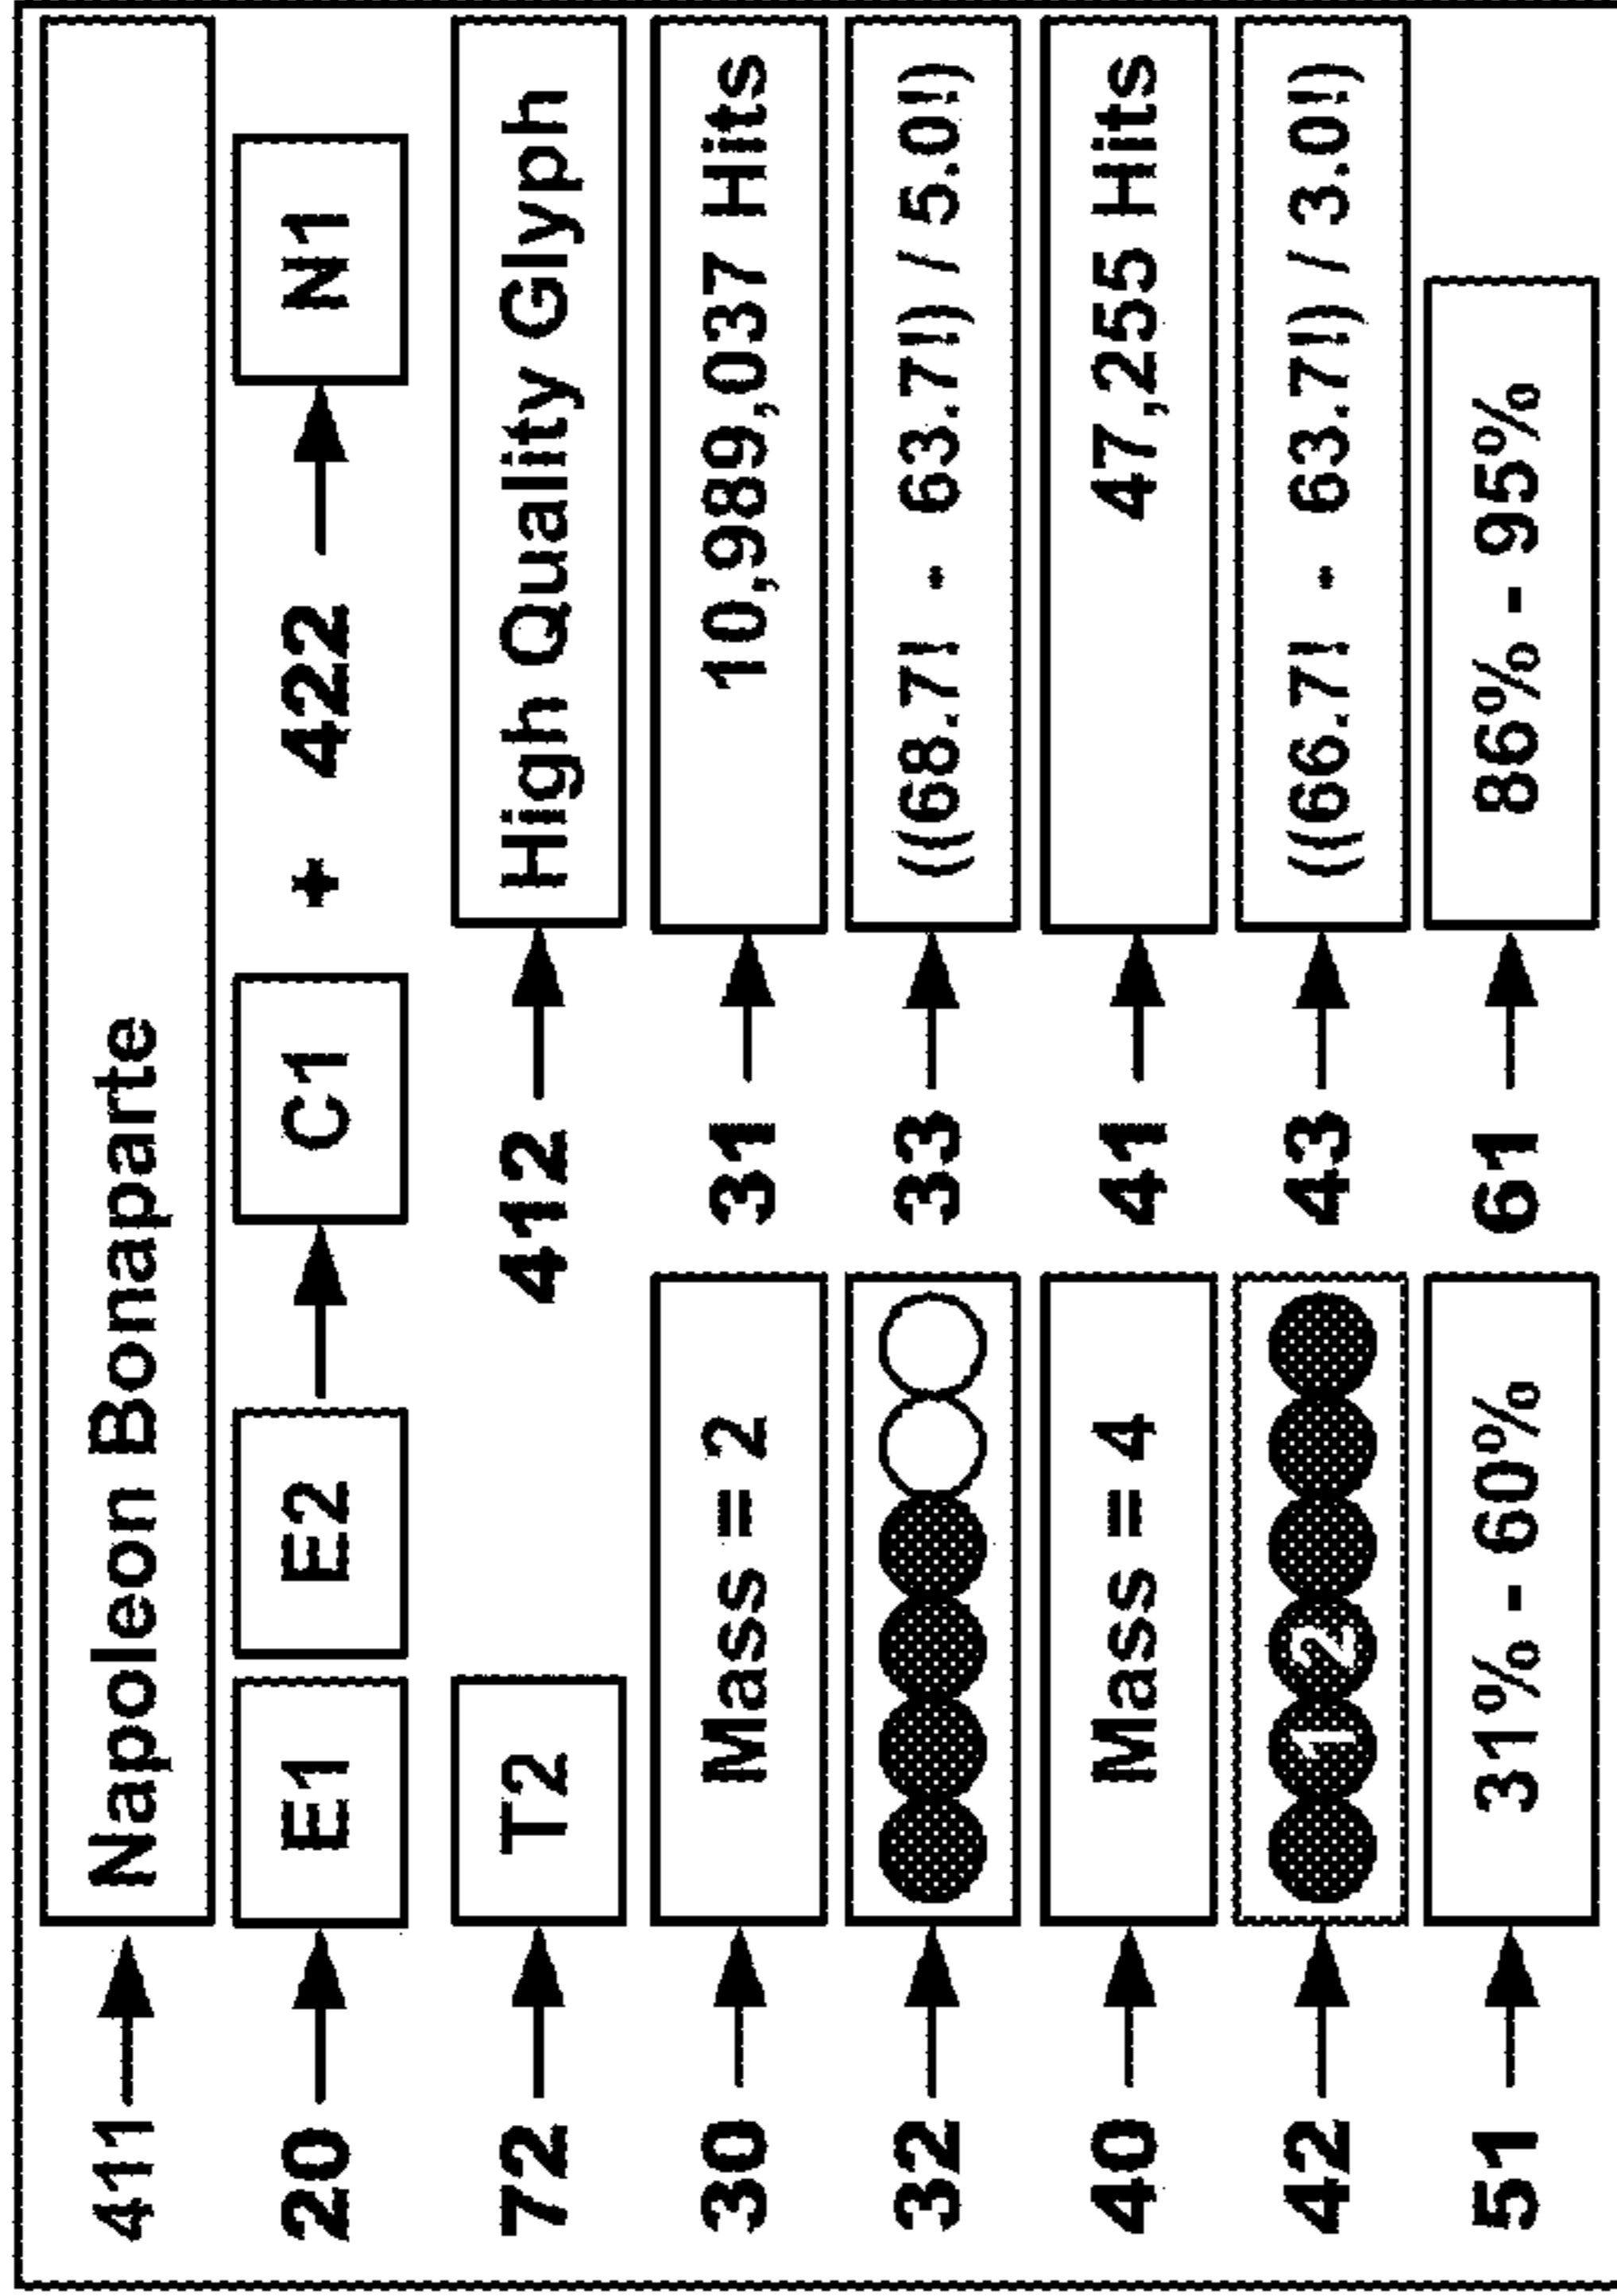 411 Napoleon Bonaparte
20 E1 E2 C1 + 422 N1
72 T2 412 High Quality Glyph
30 Mass = 2 31 10,989,037 Hits
32 33 ((68.7! · 63.7!) / 5.0!)
40 Mass = 4 41 47,255 Hits
42 1 2 43 ((66.7! · 63.7!) / 3.0!)
51 31% - 60% 61 86% - 95%